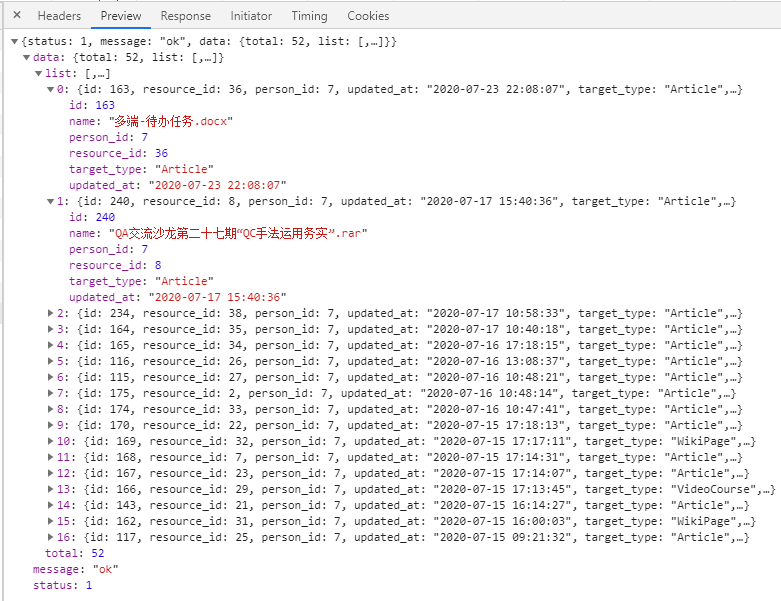 × Headers Preview Response Initiator Timing Cookies
▼{status: 1, message: "ok", data: {total: 52, list: [,…]}}
▼data: {total: 52, list: [,…]}
▼list: [,…]
▼0: {id: 163, resource_id: 36, person_id: 7, updated_at: "2020-07-23 22:08:07", target_type: "Article",…}
id: 163
name: "多端-待办任务.docx"
person_id: 7
resource_id: 36
target_type: "Article"
updated_at: "2020-07-23 22:08:07"
▼1: {id: 240, resource_id: 8, person_id: 7, updated_at: "2020-07-17 15:40:36", target_type: "Article",…}
id: 240
name: "QA交流沙龙第二十七期“QC手法运用务实”.rar"
person_id: 7
resource_id: 8
target_type: "Article"
updated_at: "2020-07-17 15:40:36"
▶2: {id: 234, resource_id: 38, person_id: 7, updated_at: "2020-07-17 10:58:33", target_type: "Article",…}
▶3: {id: 164, resource_id: 35, person_id: 7, updated_at: "2020-07-17 10:40:18", target_type: "Article",…}
▶4: {id: 165, resource_id: 34, person_id: 7, updated_at: "2020-07-16 17:18:15", target_type: "Article",…}
▶5: {id: 116, resource_id: 26, person_id: 7, updated_at: "2020-07-16 13:08:37", target_type: "Article",…}
▶6: {id: 115, resource_id: 27, person_id: 7, updated_at: "2020-07-16 10:48:21", target_type: "Article",…}
▶7: {id: 175, resource_id: 2, person_id: 7, updated_at: "2020-07-16 10:48:14", target_type: "Article",…}
▶8: {id: 174, resource_id: 33, person_id: 7, updated_at: "2020-07-16 10:47:41", target_type: "Article",…}
▶9: {id: 170, resource_id: 22, person_id: 7, updated_at: "2020-07-15 17:18:13", target_type: "Article",…}
▶10: {id: 169, resource_id: 32, person_id: 7, updated_at: "2020-07-15 17:17:11", target_type: "WikiPage",…}
▶11: {id: 168, resource_id: 7, person_id: 7, updated_at: "2020-07-15 17:14:31", target_type: "Article",…}
▶12: {id: 167, resource_id: 23, person_id: 7, updated_at: "2020-07-15 17:14:07", target_type: "Article",…}
▶13: {id: 166, resource_id: 29, person_id: 7, updated_at: "2020-07-15 17:13:45", target_type: "VideoCourse",…}
▶14: {id: 143, resource_id: 21, person_id: 7, updated_at: "2020-07-15 16:14:27", target_type: "Article",…}
▶15: {id: 162, resource_id: 31, person_id: 7, updated_at: "2020-07-15 16:00:03", target_type: "WikiPage",…}
▶16: {id: 117, resource_id: 25, person_id: 7, updated_at: "2020-07-15 09:21:32", target_type: "Article",…}
total: 52
message: "ok"
status: 1